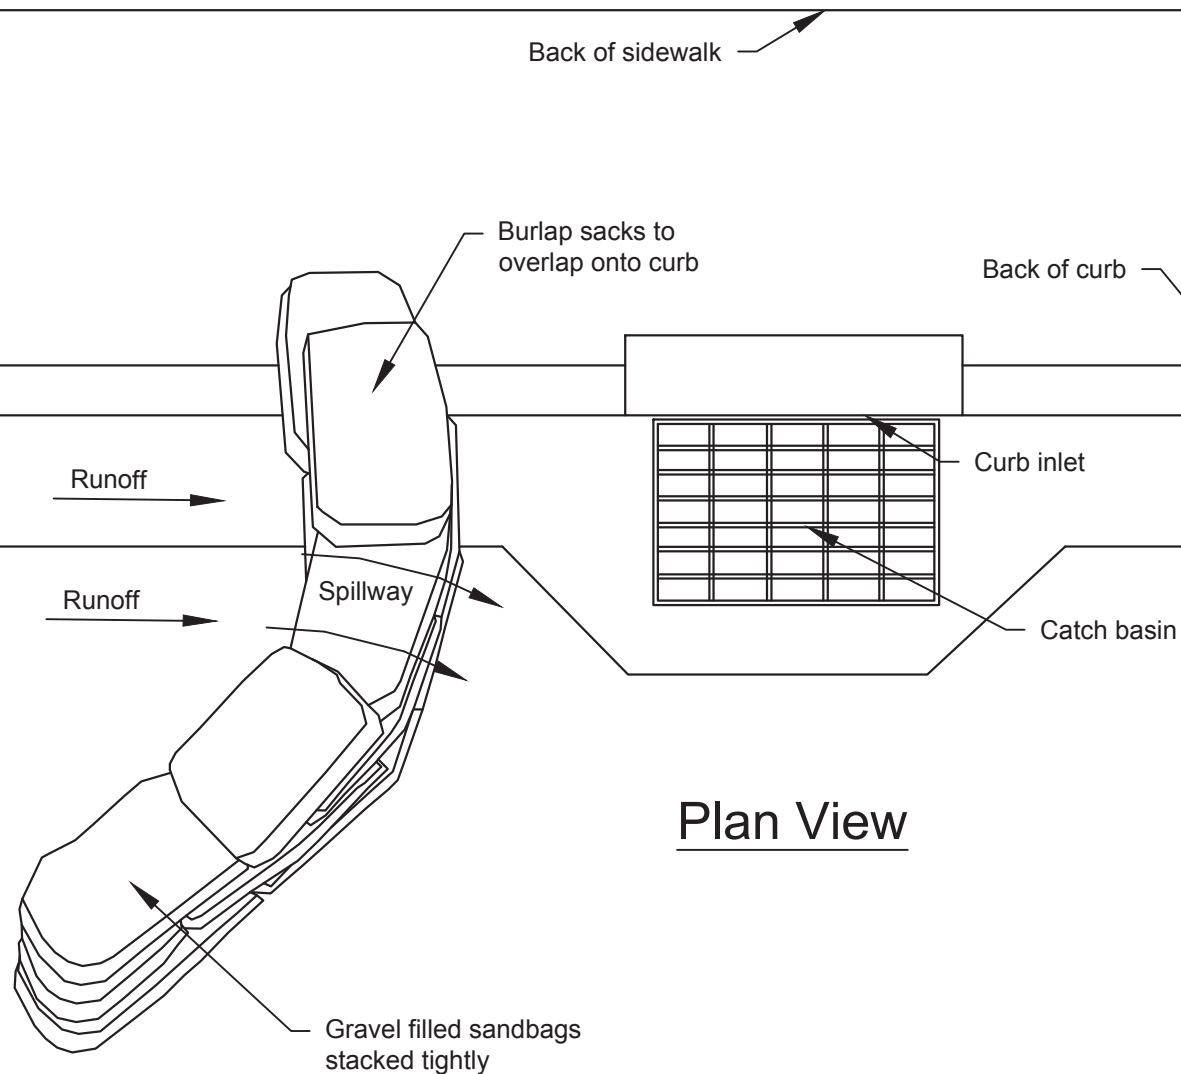 Back of sidewalk
Burlap sacks to
overlap onto curb
Back of curb
Runoff
Curb inlet
Runoff
Spillway
Catch basin
Plan View
Gravel filled sandbags
stacked tightly